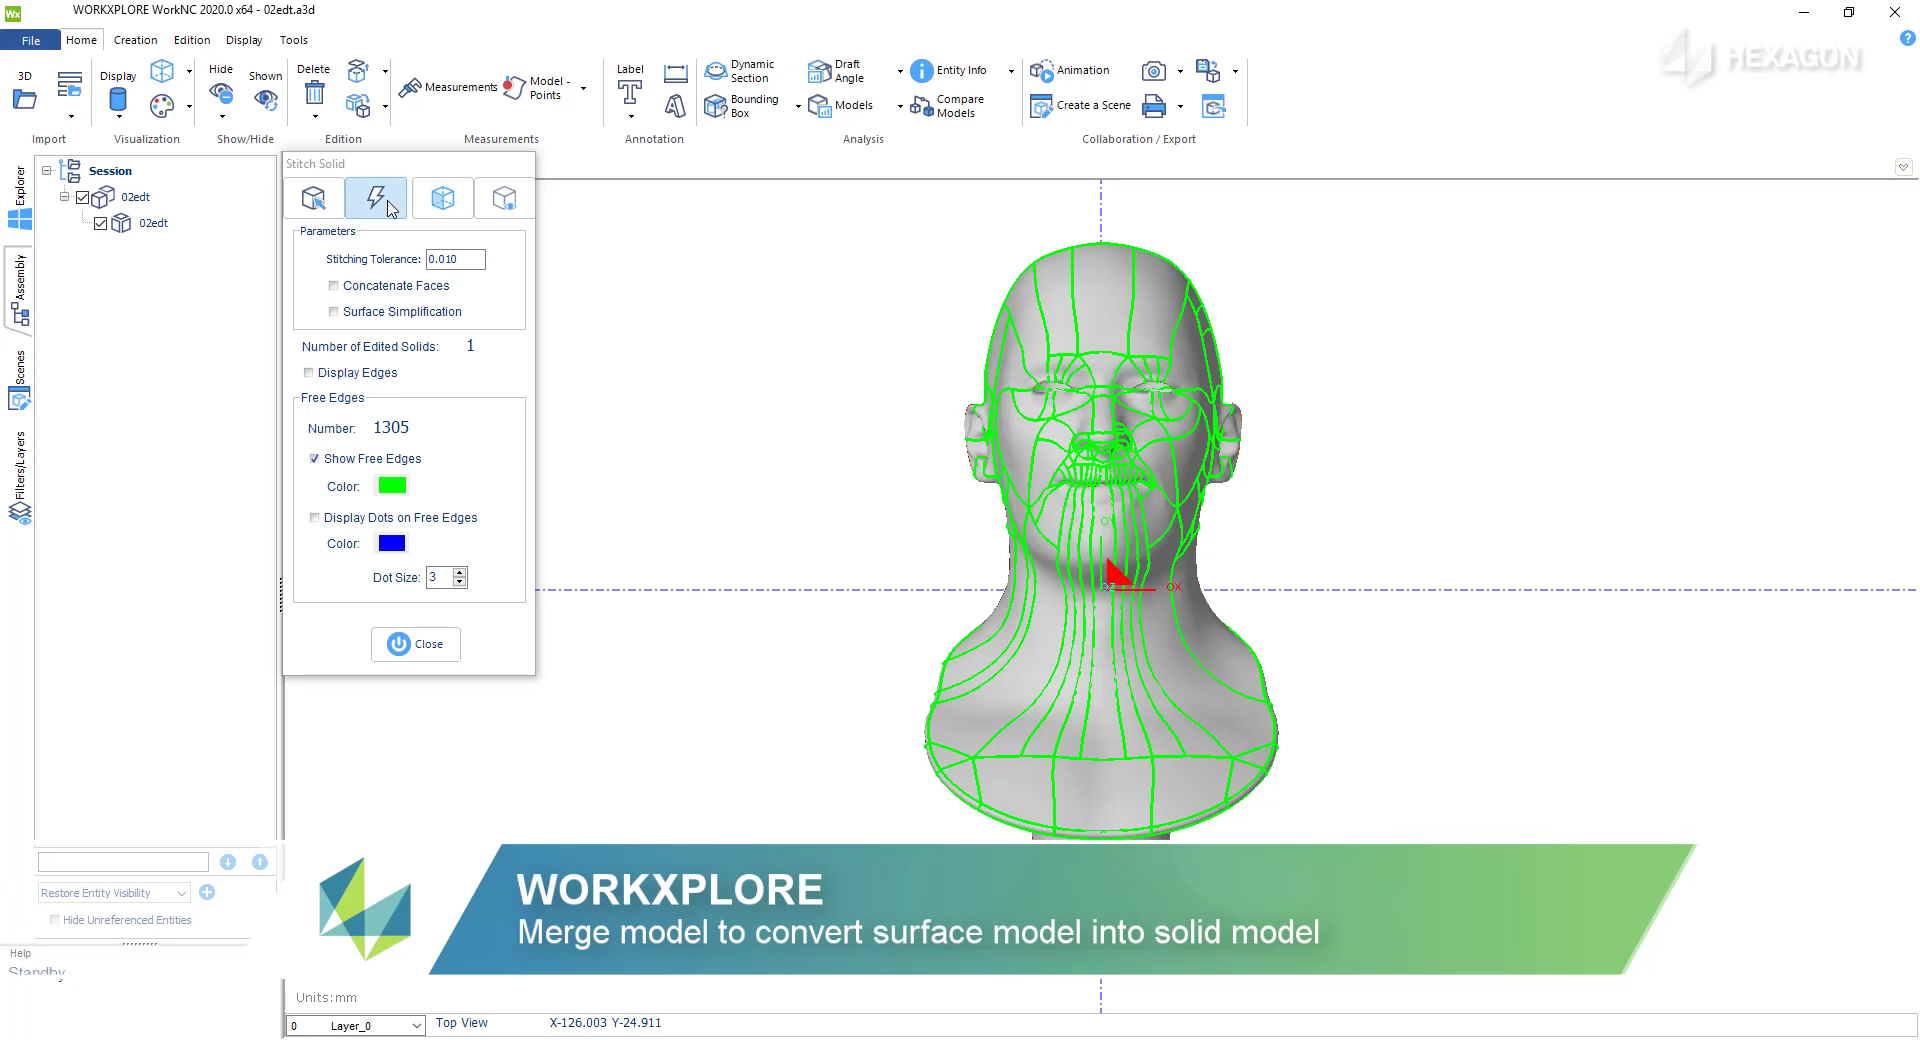 WORKXPLORE WorkNC 2020.0 x64 - 02edt.a3d
File Home Creation Edition Display Tools
HEXAGON
3D
Display
Hide
Shown
Delete
Measurements
Model - Points
Label
Dynamic Section
Bounding Box
Draft Angle
Models
Entity Info
Compare Models
Animation
Create a Scene
Import Visualization Show/Hide Edition Measurements Annotation Analysis Collaboration / Export
Explorer
Assembly
Scenes
Filters/Layers
Session
02edt
02edt
Stitch Solid
Parameters
Stitching Tolerance: 0.010
Concatenate Faces
Surface Simplification
Number of Edited Solids: 1
Display Edges
Free Edges
Number: 1305
Show Free Edges
Color:
Display Dots on Free Edges
Color:
Dot Size: 3
Close
OZ
OX
Restore Entity Visibility
Hide Unreferenced Entities
Help
Standby
WORKXPLORE
Merge model to convert surface model into solid model
Units:mm
0 Layer_0 Top View X-126.003 Y-24.911